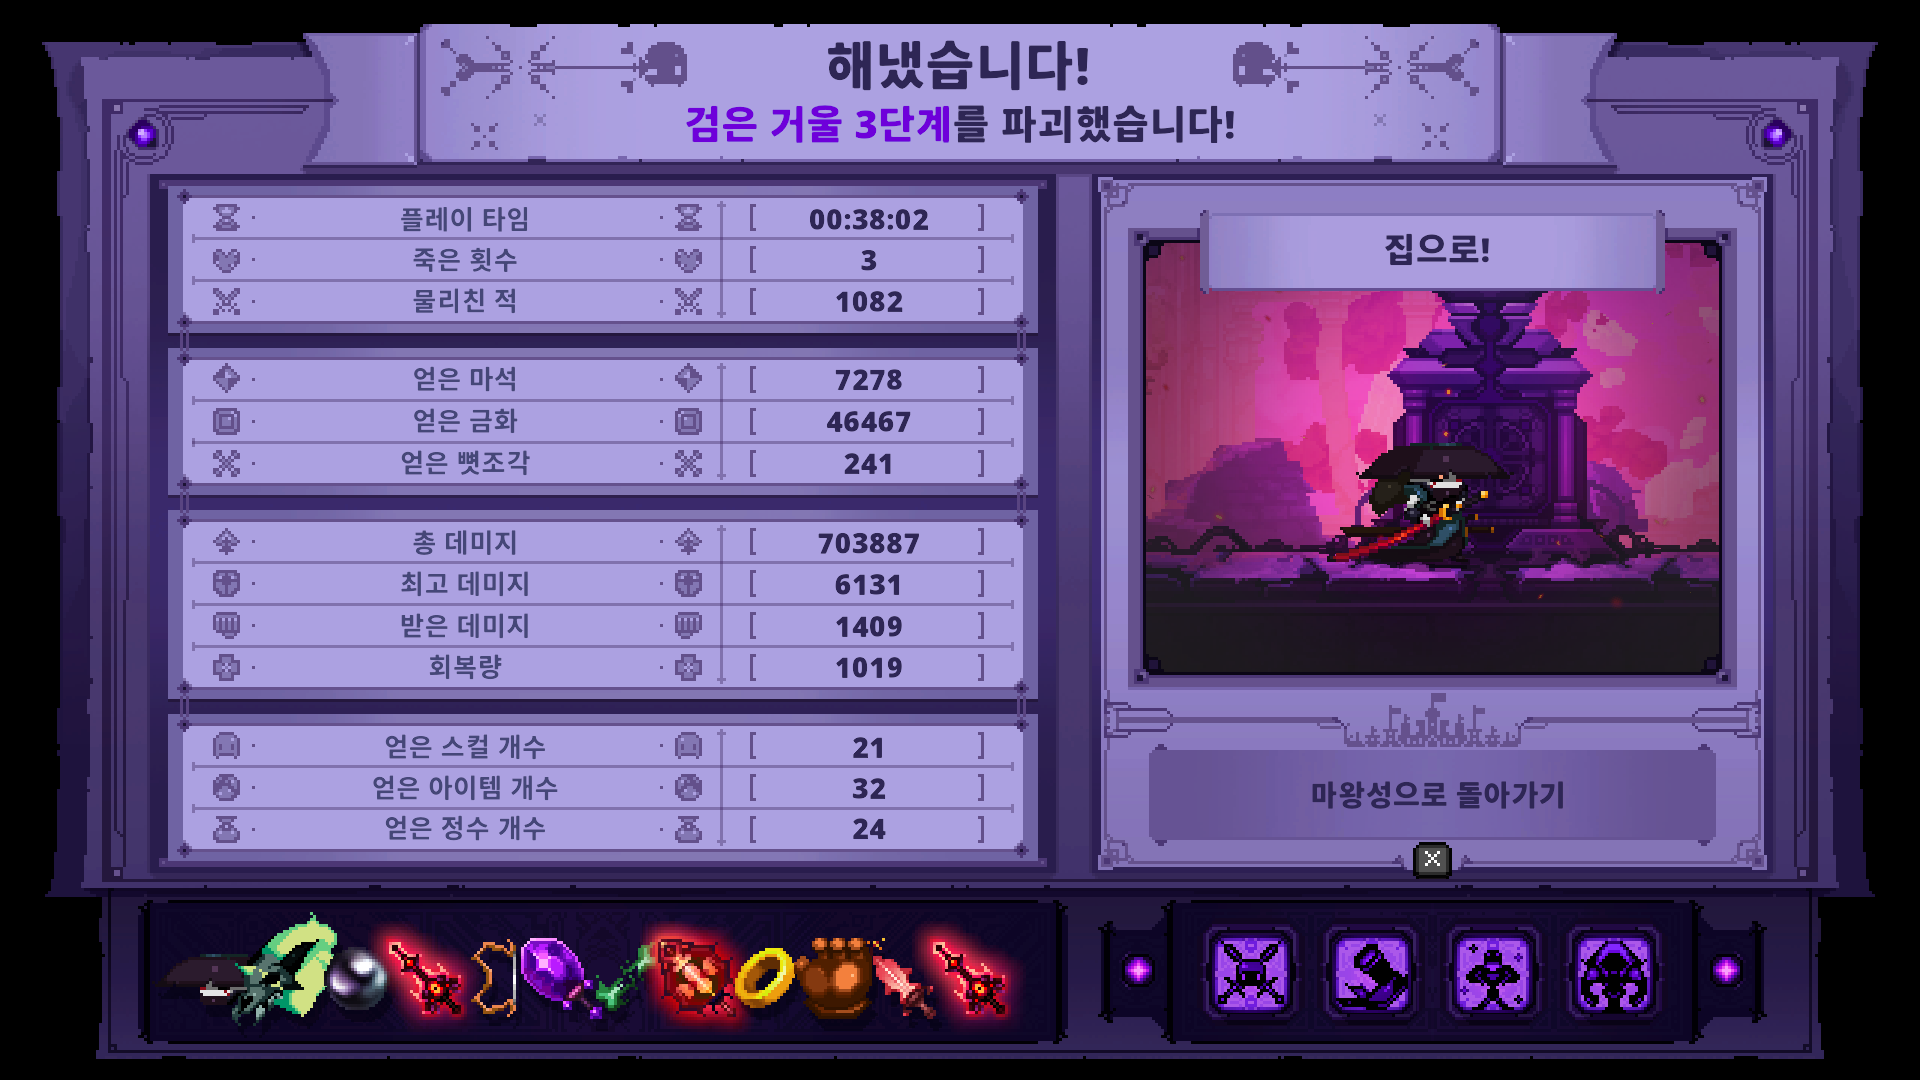 해냈습니다!
검은 거울 3단계를 파괴했습니다!
플레이 타임 [ 00:38:02 ]
죽은 횟수 [ 3 ]
물리친 적 [ 1082 ]
얻은 마석 [ 7278 ]
얻은 금화 [ 46467 ]
얻은 뼛조각 [ 241 ]
총 데미지 [ 703887 ]
최고 데미지 [ 6131 ]
받은 데미지 [ 1409 ]
회복량 [ 1019 ]
얻은 스컬 개수 [ 21 ]
얻은 아이템 개수 [ 32 ]
얻은 정수 개수 [ 24 ]
집으로!
마왕성으로 돌아가기
X